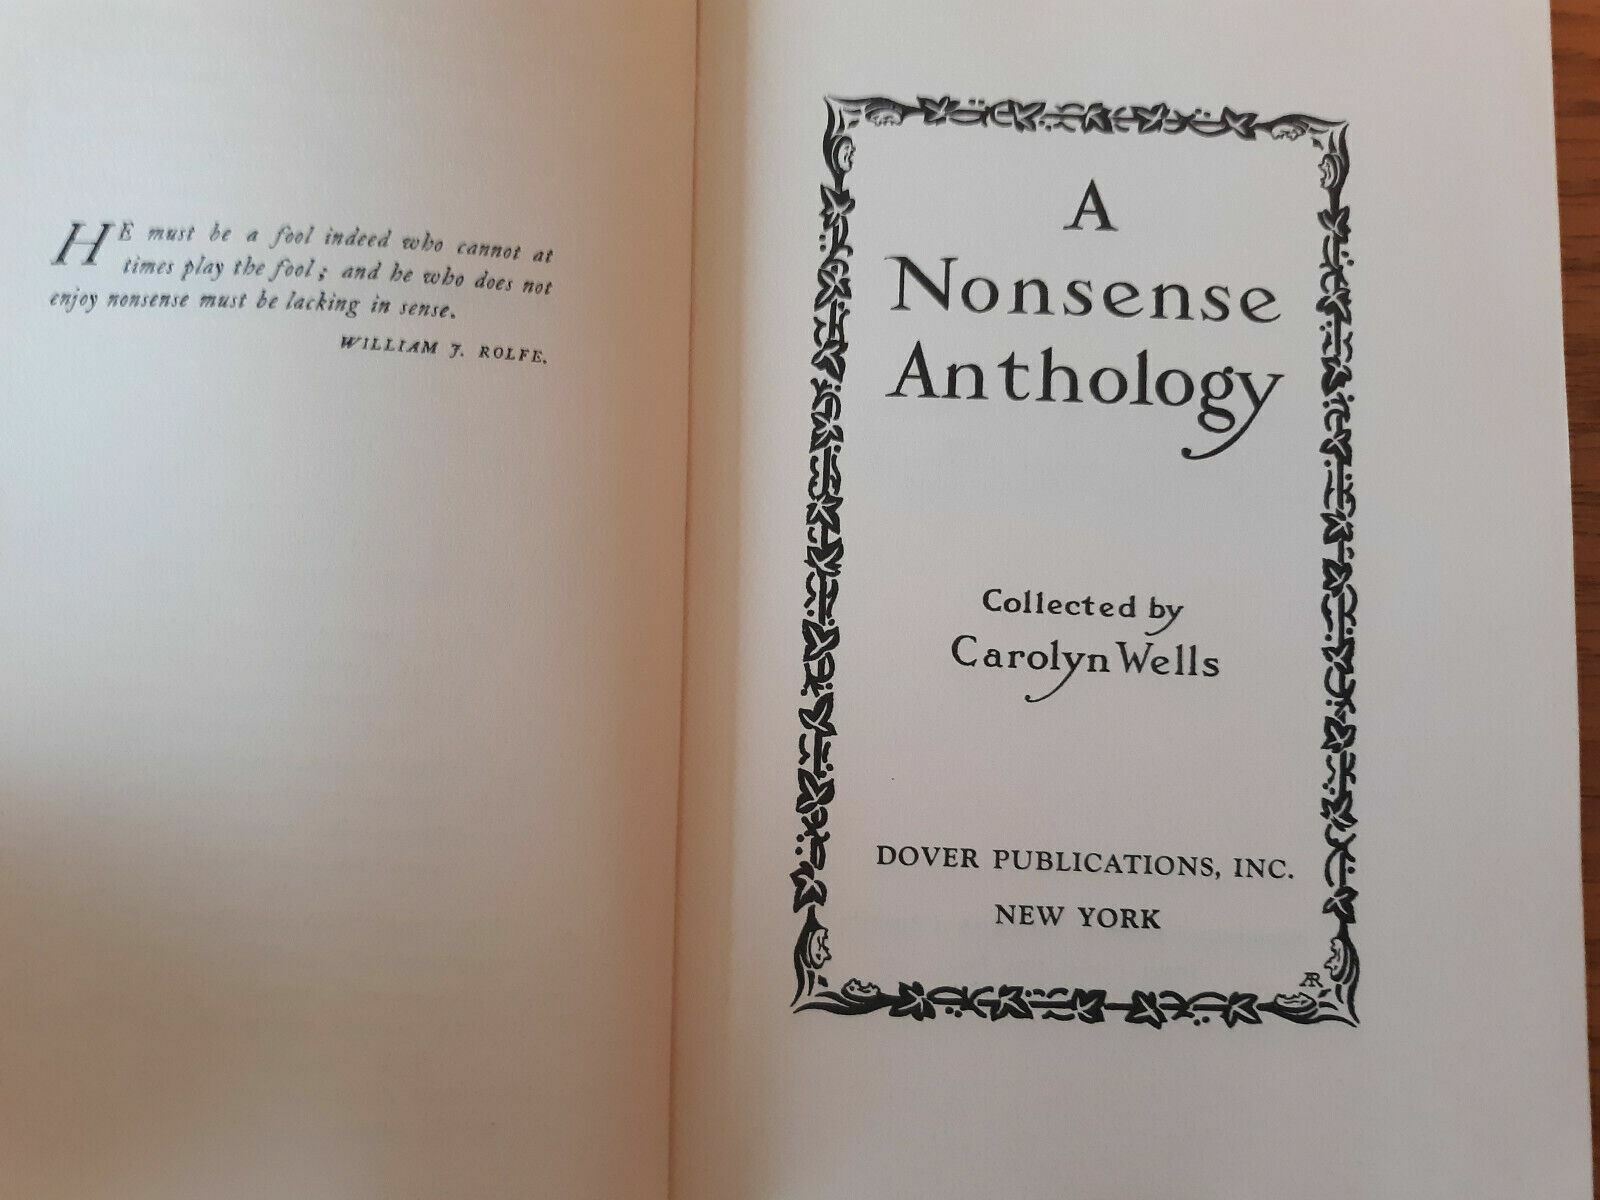 HE must be a fool indeed who cannot at
times play the fool; and he who does not
enjoy nonsense must be lacking in sense.
WILLIAM J. ROLFE.
A
Nonsense
Anthology
Collected by
Carolyn Wells
DOVER PUBLICATIONS, INC.
NEW YORK
AR